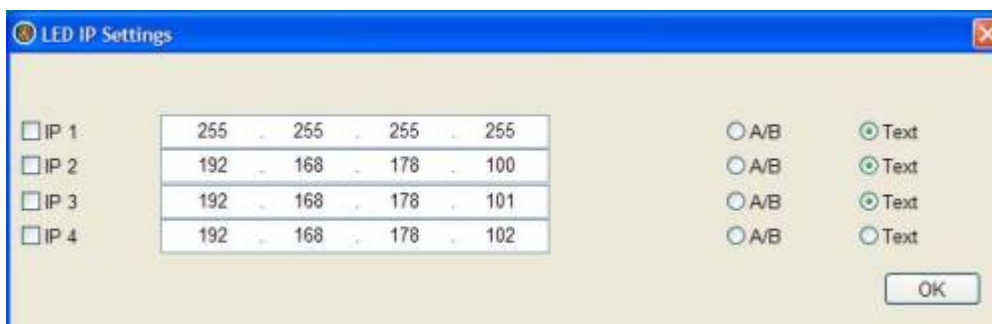 LED IP Settings
IP 1 255 . 255 . 255 . 255 A/B Text
IP 2 192 . 168 . 178 . 100 A/B Text
IP 3 192 . 168 . 178 . 101 A/B Text
IP 4 192 . 168 . 178 . 102 A/B Text
OK